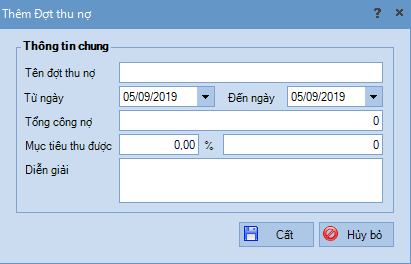 Thêm Đợt thu nợ ? ×
Thông tin chung
Tên đợt thu nợ
Từ ngày 05/09/2019 Đến ngày 05/09/2019
Tổng công nợ 0
Mục tiêu thu được 0,00 % 0
Diễn giải
Cất Hủy bỏ